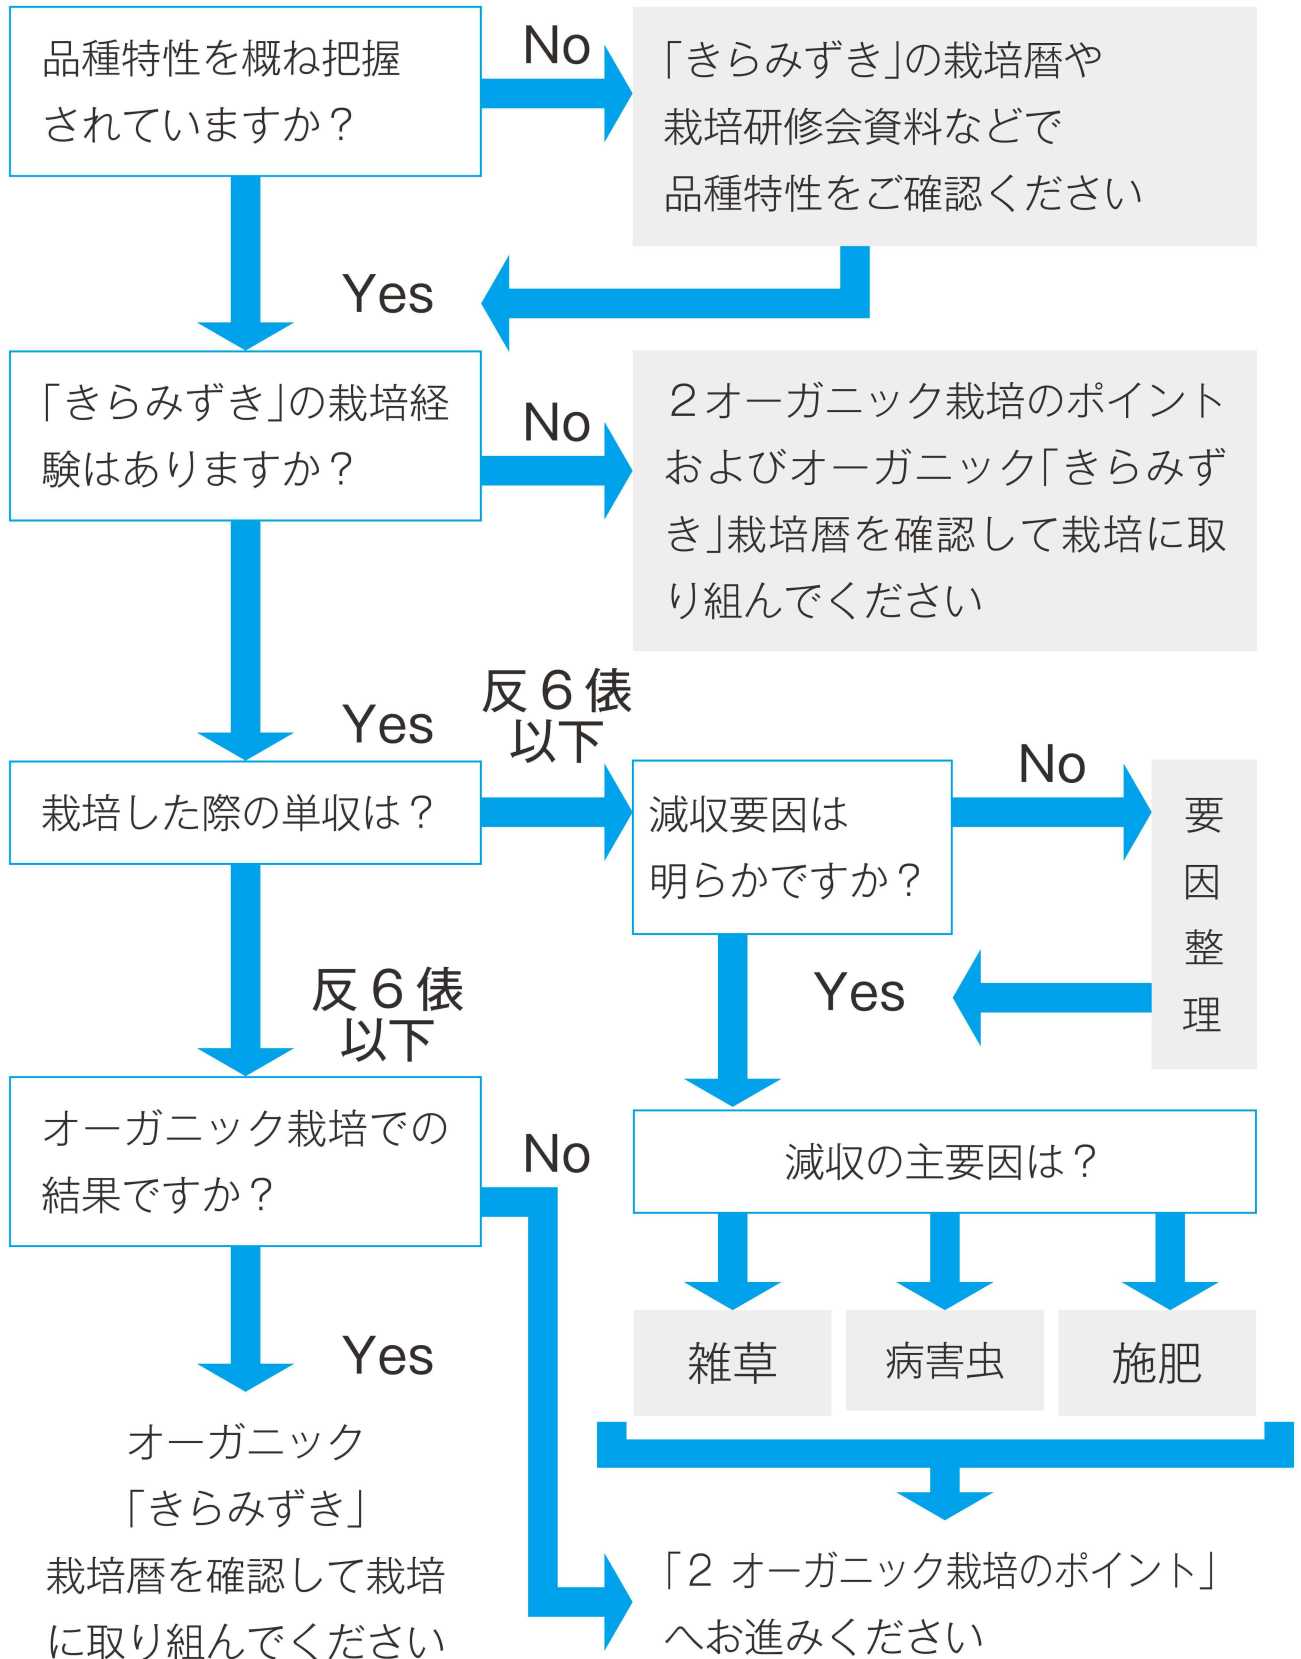 品種特性を概ね把握
されていますか？
No
「きらみずき」の栽培暦や
栽培研修会資料などで
品種特性をご確認ください
Yes
「きらみずき」の栽培経
験はありますか？
No
２オーガニック栽培のポイント
およびオーガニック「きらみず
き」栽培暦を確認して栽培に取
り組んでください
Yes
反６俵
以下
栽培した際の単収は？
減収要因は
明らかですか？
No
要
因
整
理
Yes
反６俵
以下
オーガニック栽培での
結果ですか？
No
減収の主要因は？
雑草
病害虫
施肥
Yes
オーガニック
「きらみずき」
栽培暦を確認して栽培
に取り組んでください
「２ オーガニック栽培のポイント」
へお進みください